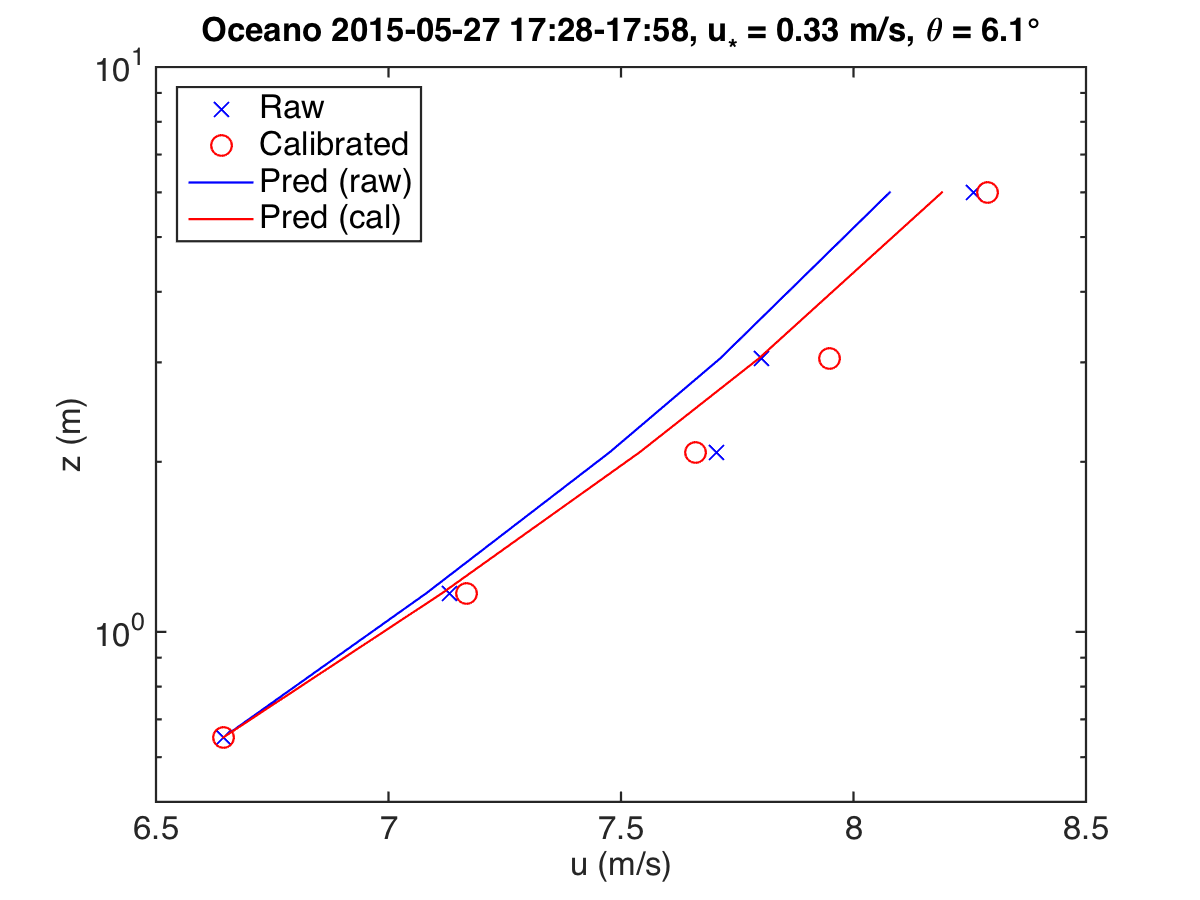 Oceano 2015-05-27 17:28-17:58, u* = 0.33 m/s, θ = 6.1°
10¹
Raw
Calibrated
Pred (raw)
Pred (cal)
z (m)
10⁰
6.5 7 7.5 8 8.5
u (m/s)